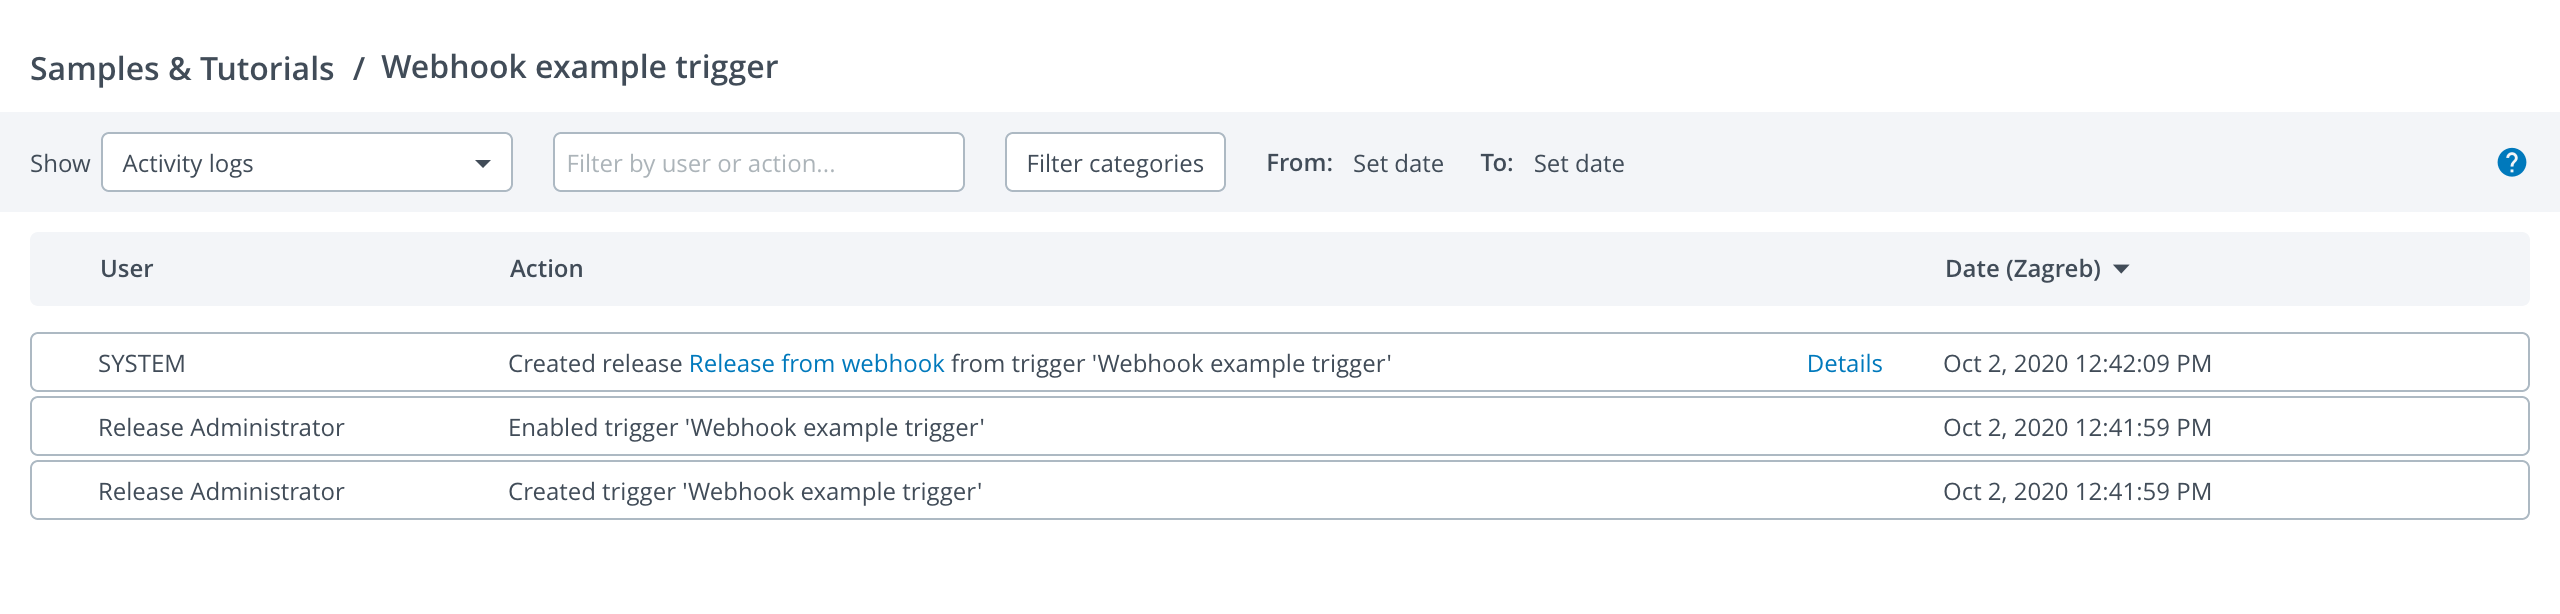 Samples & Tutorials / Webhook example trigger
Show Activity logs Filter by user or action... Filter categories From: Set date To: Set date ?
User Action Date (Zagreb)
SYSTEM Created release Release from webhook from trigger 'Webhook example trigger' Details Oct 2, 2020 12:42:09 PM
Release Administrator Enabled trigger 'Webhook example trigger' Oct 2, 2020 12:41:59 PM
Release Administrator Created trigger 'Webhook example trigger' Oct 2, 2020 12:41:59 PM